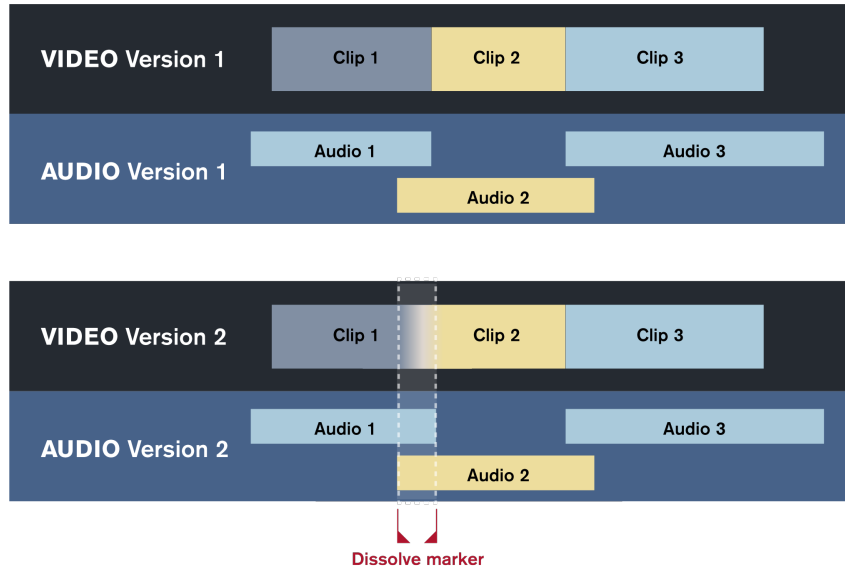 VIDEO Version 1
Clip 1
Clip 2
Clip 3
AUDIO Version 1
Audio 1
Audio 3
Audio 2
VIDEO Version 2
Clip 1
Clip 2
Clip 3
AUDIO Version 2
Audio 1
Audio 3
Audio 2
Dissolve marker